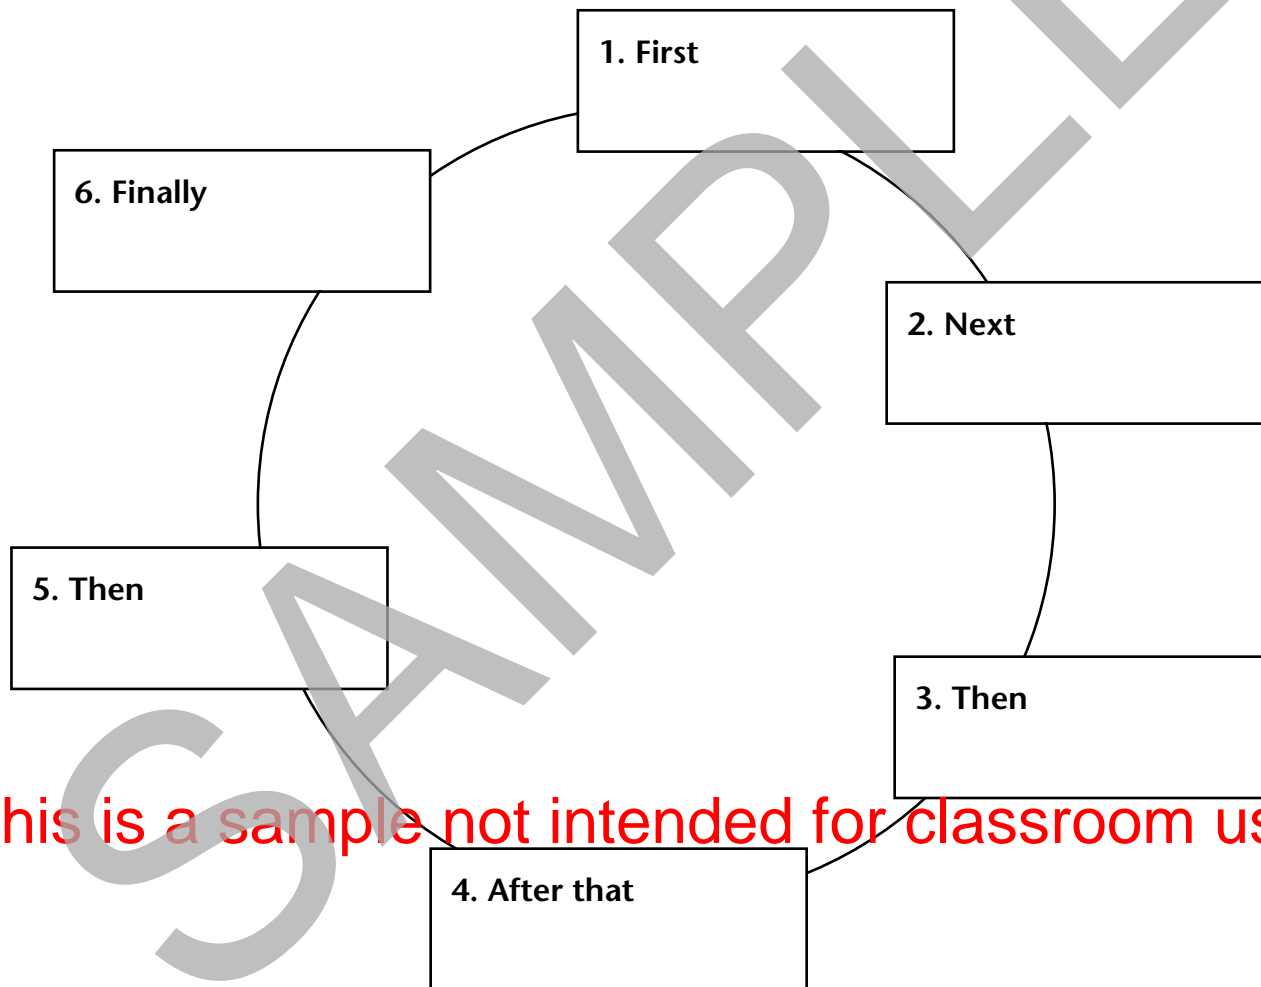 1. First
2. Next
3. Then
4. After that
5. Then
6. Finally
SAMPLE
his is a sample not intended for classroom us